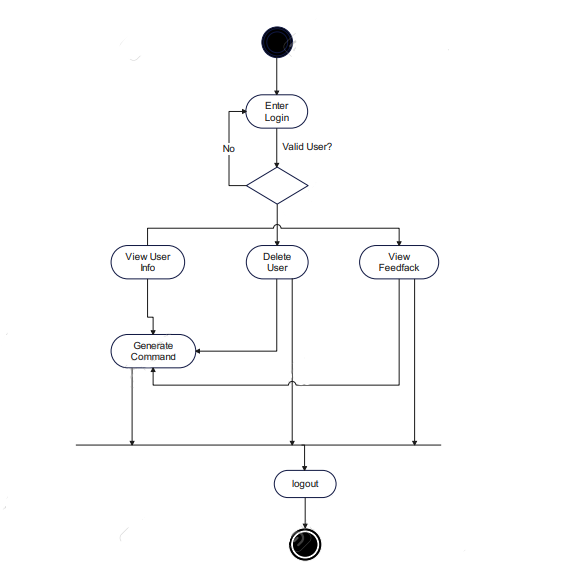 Enter
Login
Valid User?
No
View User
Info
Delete
User
View
Feedfack
Generate
Command
logout